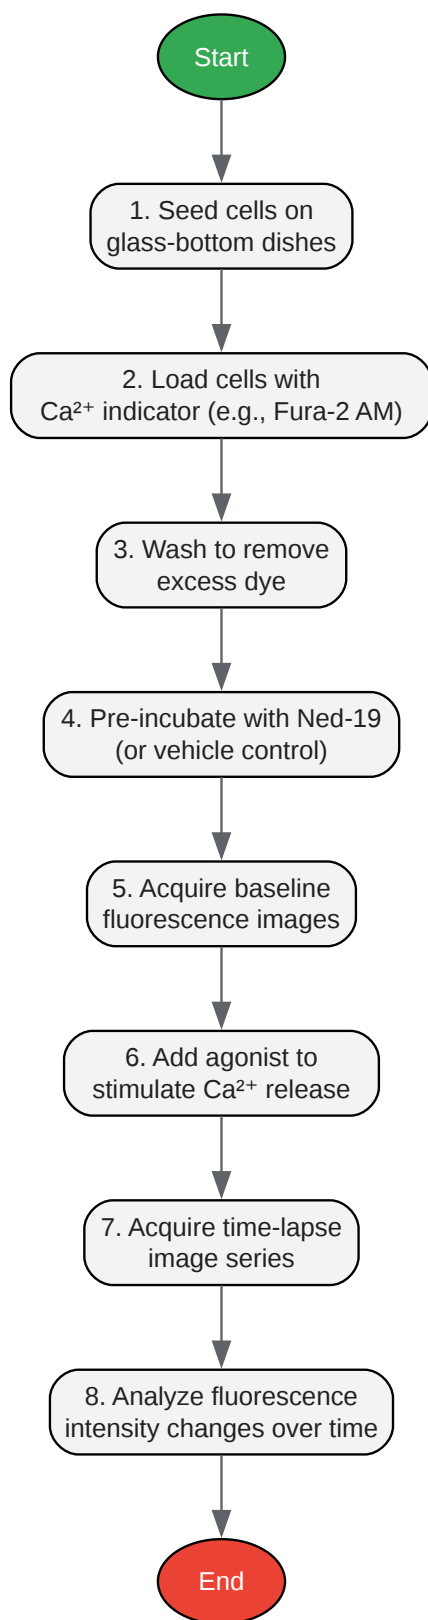 Start
1. Seed cells on
glass-bottom dishes
2. Load cells with
Ca²⁺ indicator (e.g., Fura-2 AM)
3. Wash to remove
excess dye
4. Pre-incubate with Ned-19
(or vehicle control)
5. Acquire baseline
fluorescence images
6. Add agonist to
stimulate Ca²⁺ release
7. Acquire time-lapse
image series
8. Analyze fluorescence
intensity changes over time
End